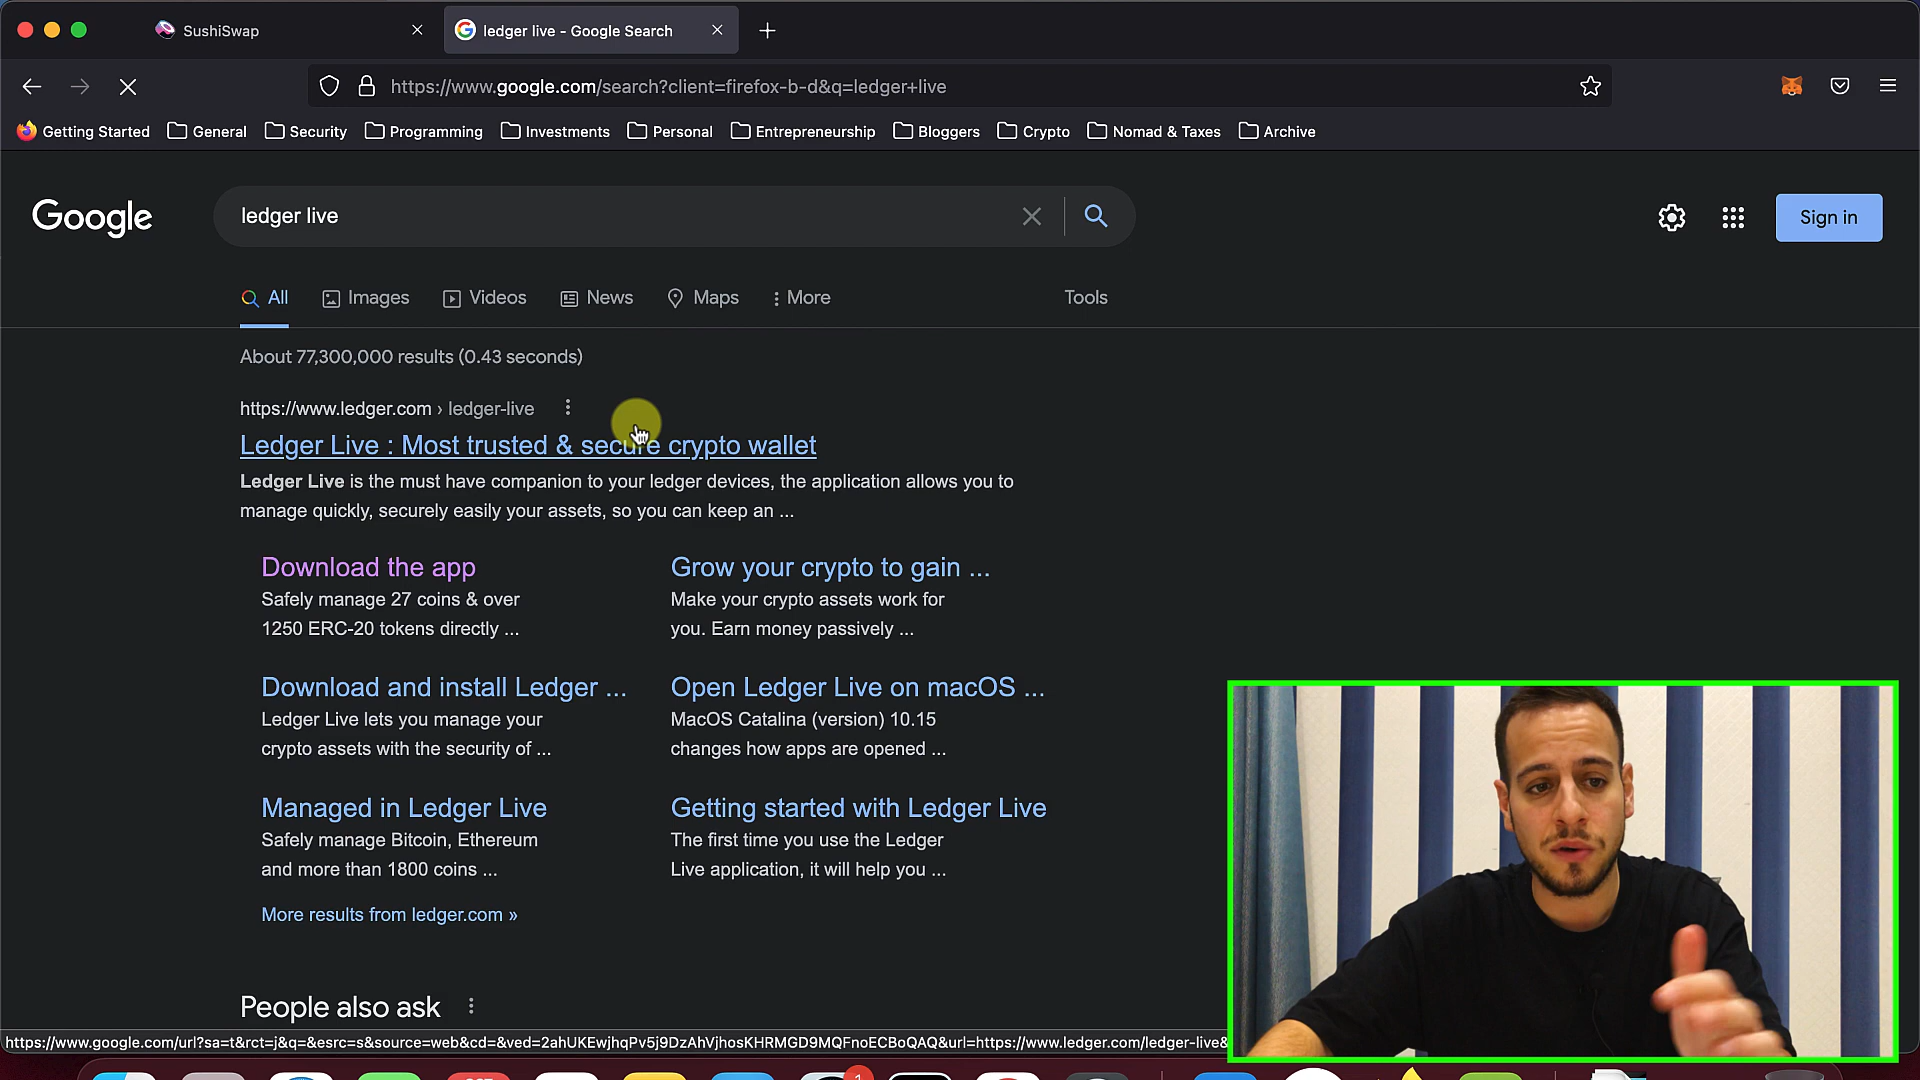 SushiSwap
ledger live - Google Search
https://www.google.com/search?client=firefox-b-d&q=ledger+live
Getting Started General Security Programming Investments Personal Entrepreneurship Bloggers Crypto Nomad & Taxes Archive
Google
ledger live
Sign in
All Images Videos News Maps More Tools
About 77,300,000 results (0.43 seconds)
https://www.ledger.com › ledger-live
Ledger Live : Most trusted & secure crypto wallet
Ledger Live is the must have companion to your ledger devices, the application allows you to
manage quickly, securely easily your assets, so you can keep an ...
Download the app
Safely manage 27 coins & over
1250 ERC-20 tokens directly ...
Grow your crypto to gain ...
Make your crypto assets work for
you. Earn money passively ...
Download and install Ledger ...
Ledger Live lets you manage your
crypto assets with the security of ...
Open Ledger Live on macOS ...
MacOS Catalina (version) 10.15
changes how apps are opened ...
Managed in Ledger Live
Safely manage Bitcoin, Ethereum
and more than 1800 coins ...
Getting started with Ledger Live
The first time you use the Ledger
Live application, it will help you ...
More results from ledger.com »
People also ask
https://www.google.com/url?sa=t&rct=j&q=&esrc=s&source=web&cd=&ved=2ahUKEwjhqPv5j9DzAhVjhosKHRMGD9MQFnoECBoQAQ&url=https://www.ledger.com/ledger-live&
1